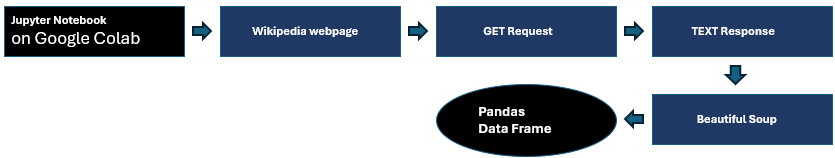 Jupyter Notebook
on Google Colab
Wikipedia webpage
GET Request
TEXT Response
Beautiful Soup
Pandas
Data Frame